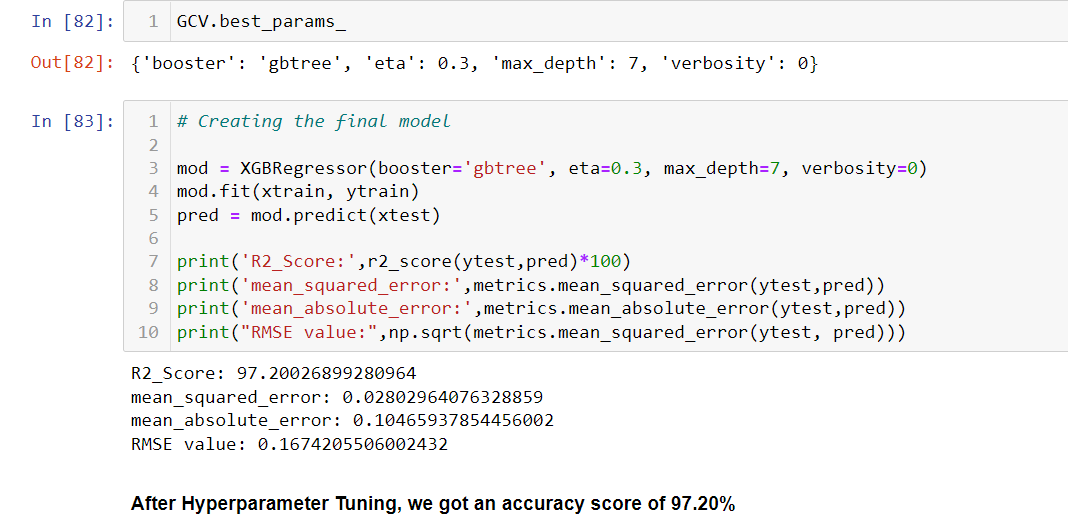 In [82]: 1 GCV.best_params_
Out[82]: {'booster': 'gbtree', 'eta': 0.3, 'max_depth': 7, 'verbosity': 0}
In [83]: 1 # Creating the final model
2
3 mod = XGBRegressor(booster='gbtree', eta=0.3, max_depth=7, verbosity=0)
4 mod.fit(xtrain, ytrain)
5 pred = mod.predict(xtest)
6
7 print('R2_Score:',r2_score(ytest,pred)*100)
8 print('mean_squared_error:',metrics.mean_squared_error(ytest,pred))
9 print('mean_absolute_error:',metrics.mean_absolute_error(ytest,pred))
10 print("RMSE value:",np.sqrt(metrics.mean_squared_error(ytest, pred)))
R2_Score: 97.20026899280964
mean_squared_error: 0.02802964076328859
mean_absolute_error: 0.10465937854456002
RMSE value: 0.1674205506002432
After Hyperparameter Tuning, we got an accuracy score of 97.20%